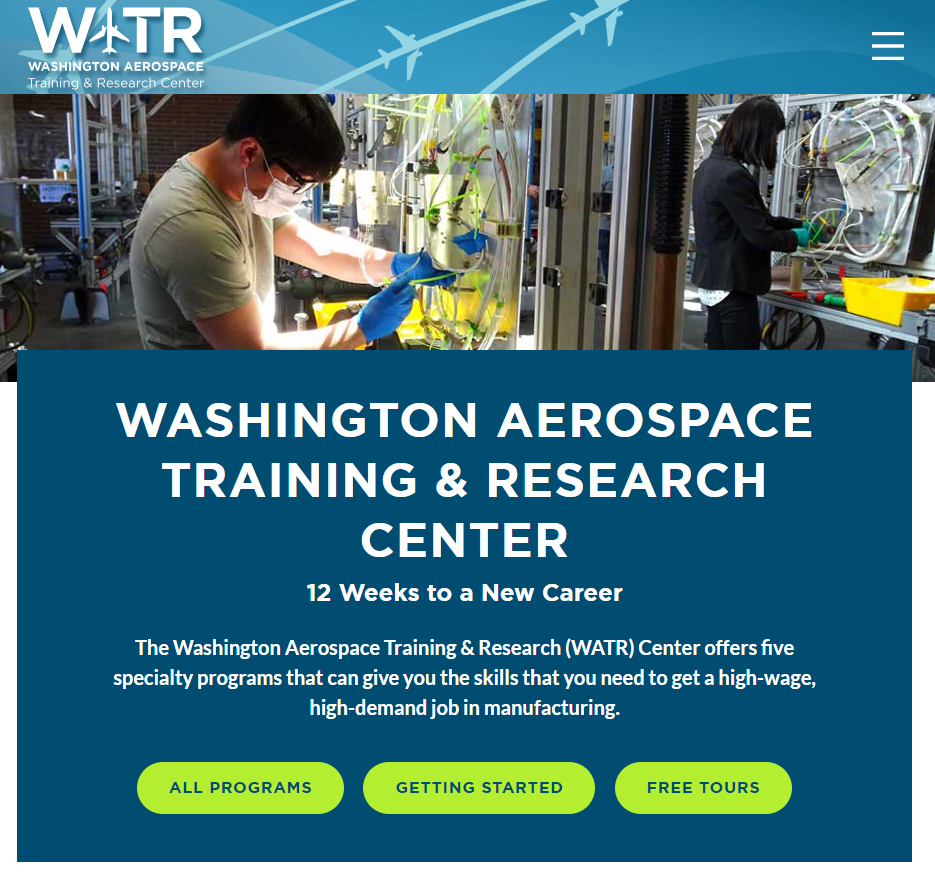 WATR
WASHINGTON AEROSPACE
Training & Research Center
WASHINGTON AEROSPACE
TRAINING & RESEARCH
CENTER
12 Weeks to a New Career
The Washington Aerospace Training & Research (WATR) Center offers five
specialty programs that can give you the skills that you need to get a high-wage,
high-demand job in manufacturing.
ALL PROGRAMS
GETTING STARTED
FREE TOURS